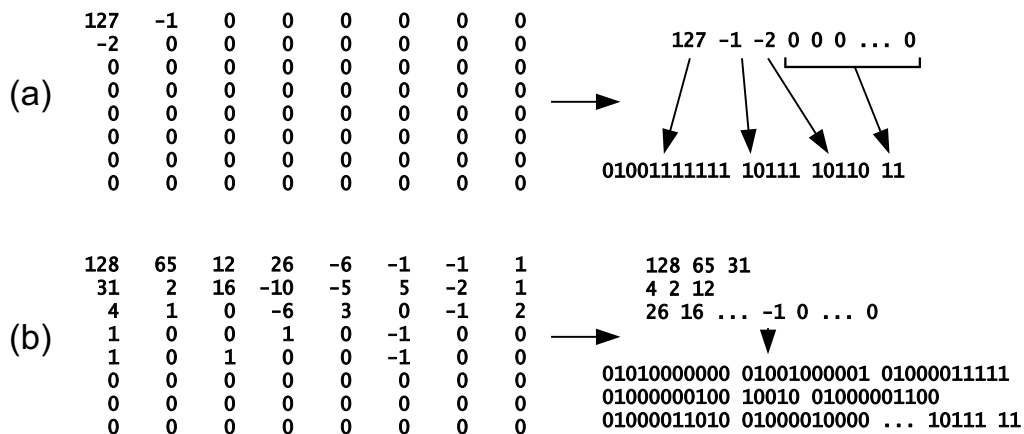 (a)
127 -1 0 0 0 0 0 0
-2 0 0 0 0 0 0 0
0 0 0 0 0 0 0 0
0 0 0 0 0 0 0 0
0 0 0 0 0 0 0 0
0 0 0 0 0 0 0 0
0 0 0 0 0 0 0 0
0 0 0 0 0 0 0 0
127 -1 -2 0 0 0 ... 0
01001111111 10111 10110 11
(b)
128 65 12 26 -6 -1 -1 1
31 2 16 -10 -5 5 -2 1
4 1 0 -6 3 0 -1 2
1 0 0 1 0 -1 0 0
1 0 1 0 0 -1 0 0
0 0 0 0 0 0 0 0
0 0 0 0 0 0 0 0
0 0 0 0 0 0 0 0
128 65 31
4 2 12
26 16 ... -1 0 ... 0
01010000000 01001000001 01000011111
01000000100 10010 01000001100
01000011010 01000010000 ... 10111 11